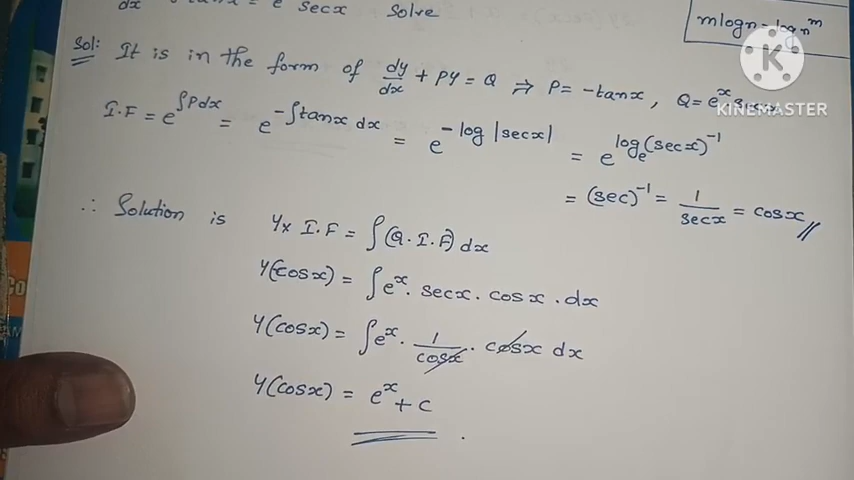 dx tanx = e secx solve
mlogn = log n^m
Sol: It is in the form of dy/dx + Py = Q ⇒ P = -tanx, Q = e^x
KINEMASTER
I.F = e^∫Pdx = e^-∫tanx dx = e^-log|secx| = e^log_e(secx)^-1
= (sec)^-1 = 1/secx = cosx //
∴ Solution is y x I.F = ∫(Q.I.F) dx
y(cosx) = ∫e^x. secx. cosx. dx
y(cosx) = ∫e^x. 1/cosx . cosx dx
y(cosx) = e^x + c